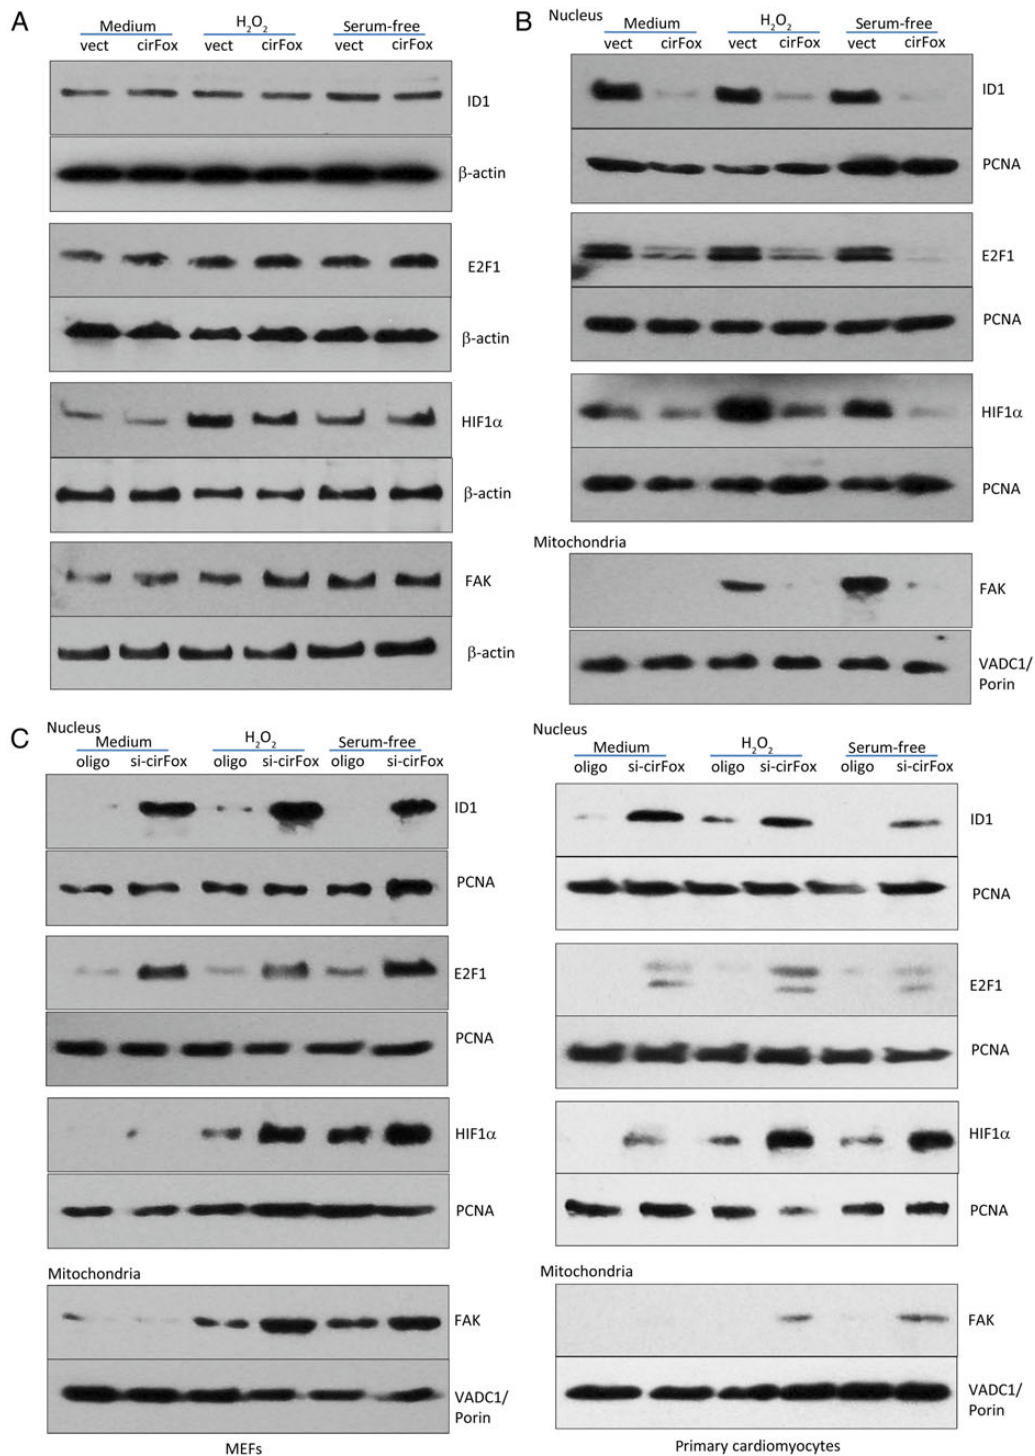 A
Medium H2O2 Serum-free
vect cirFox vect cirFox vect cirFox
ID1
β-actin
E2F1
β-actin
HIF1α
β-actin
FAK
β-actin
B Nucleus
Medium H2O2 Serum-free
vect cirFox vect cirFox vect cirFox
ID1
PCNA
E2F1
PCNA
HIF1α
PCNA
Mitochondria
FAK
VADC1/
Porin
C Nucleus
Medium H2O2 Serum-free
oligo si-cirFox oligo si-cirFox oligo si-cirFox
ID1
PCNA
E2F1
PCNA
HIF1α
PCNA
Mitochondria
FAK
VADC1/
Porin
MEFs
Nucleus
Medium H2O2 Serum-free
oligo si-cirFox oligo si-cirFox oligo si-cirFox
ID1
PCNA
E2F1
PCNA
HIF1α
PCNA
Mitochondria
FAK
VADC1/
Porin
Primary cardiomyocytes